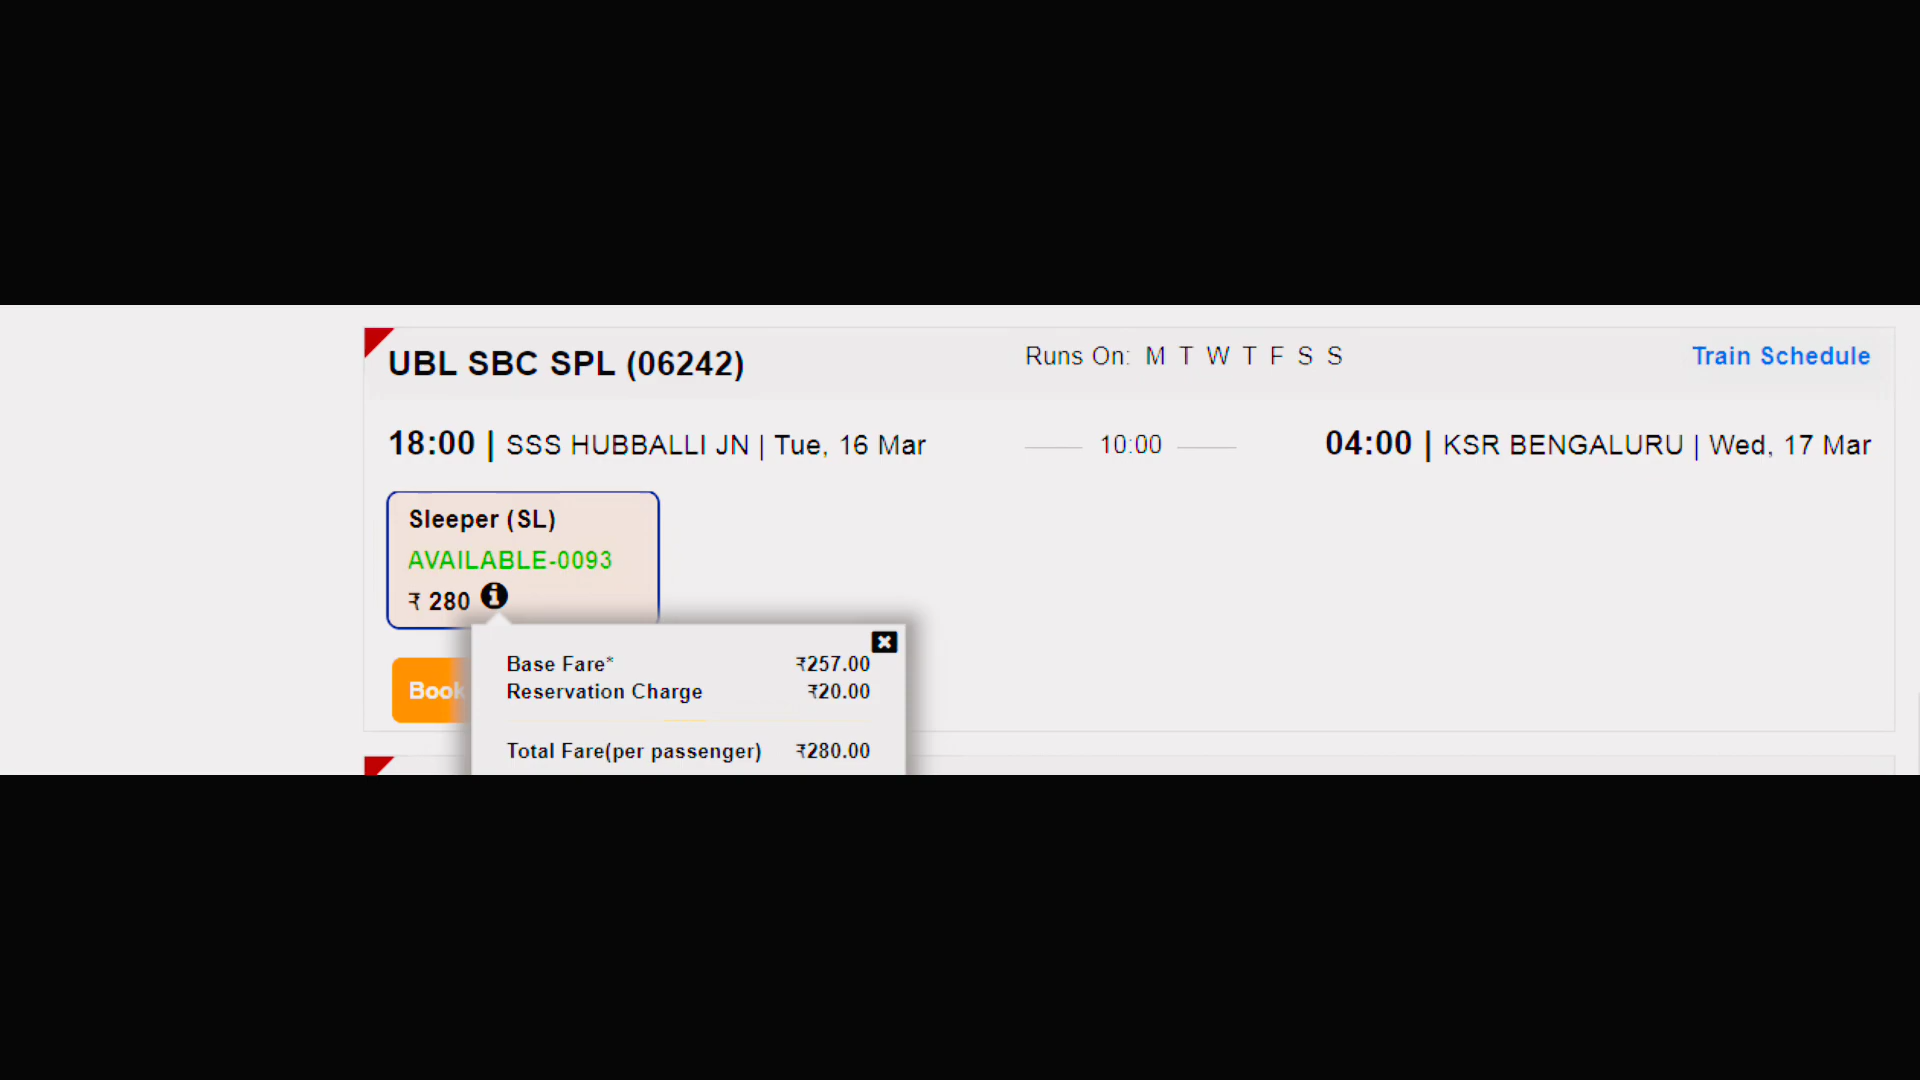 UBL SBC SPL (06242)
Runs On: M T W T F S S
Train Schedule
18:00 | SSS HUBBALLI JN | Tue, 16 Mar
10:00
04:00 | KSR BENGALURU | Wed, 17 Mar
Sleeper (SL)
AVAILABLE-0093
₹ 280
Base Fare* ₹257.00
Reservation Charge ₹20.00
Total Fare(per passenger) ₹280.00
Book